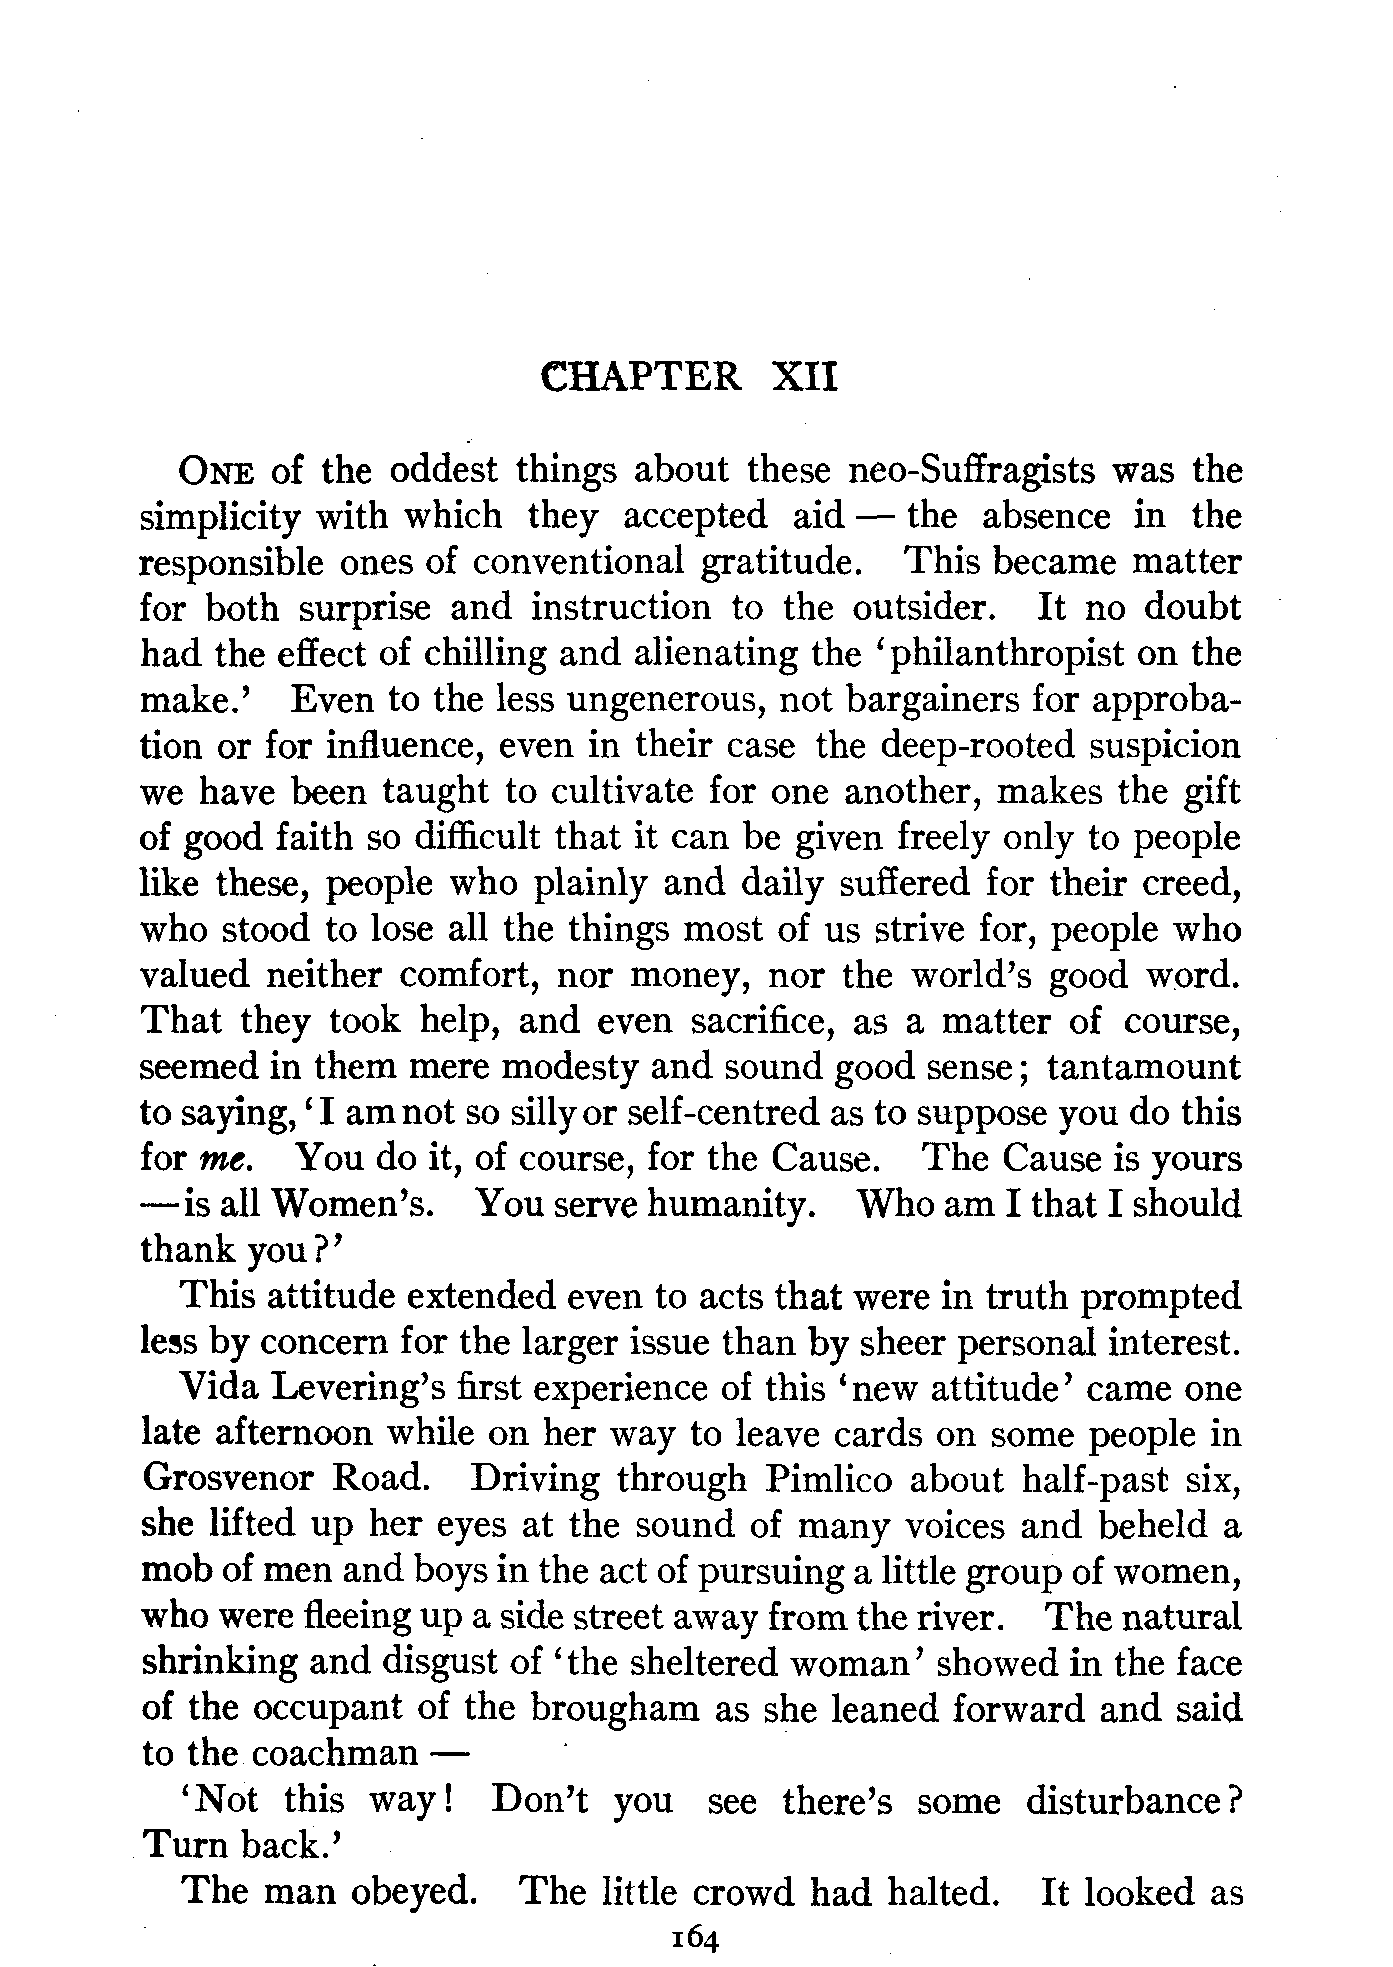 CHAPTER XII
ONE of the oddest things about these neo-Suffragists was the
simplicity with which they accepted aid — the absence in the
responsible ones of conventional gratitude. This became matter
for both surprise and instruction to the outsider. It no doubt
had the effect of chilling and alienating the ‘philanthropist on the
make.’ Even to the less ungenerous, not bargainers for approba-
tion or for influence, even in their case the deep-rooted suspicion
we have been taught to cultivate for one another, makes the gift
of good faith so difficult that it can be given freely only to people
like these, people who plainly and daily suffered for their creed,
who stood to lose all the things most of us strive for, people who
valued neither comfort, nor money, nor the world’s good word.
That they took help, and even sacrifice, as a matter of course,
seemed in them mere modesty and sound good sense; tantamount
to saying, ‘I am not so silly or self-centred as to suppose you do this
for me. You do it, of course, for the Cause. The Cause is yours
—is all Women’s. You serve humanity. Who am I that I should
thank you?’
This attitude extended even to acts that were in truth prompted
less by concern for the larger issue than by sheer personal interest.
Vida Levering’s first experience of this ‘new attitude’ came one
late afternoon while on her way to leave cards on some people in
Grosvenor Road. Driving through Pimlico about half-past six,
she lifted up her eyes at the sound of many voices and beheld a
mob of men and boys in the act of pursuing a little group of women,
who were fleeing up a side street away from the river. The natural
shrinking and disgust of ‘the sheltered woman’ showed in the face
of the occupant of the brougham as she leaned forward and said
to the coachman —
‘Not this way! Don’t you see there’s some disturbance?
Turn back.’
The man obeyed. The little crowd had halted. It looked as
164